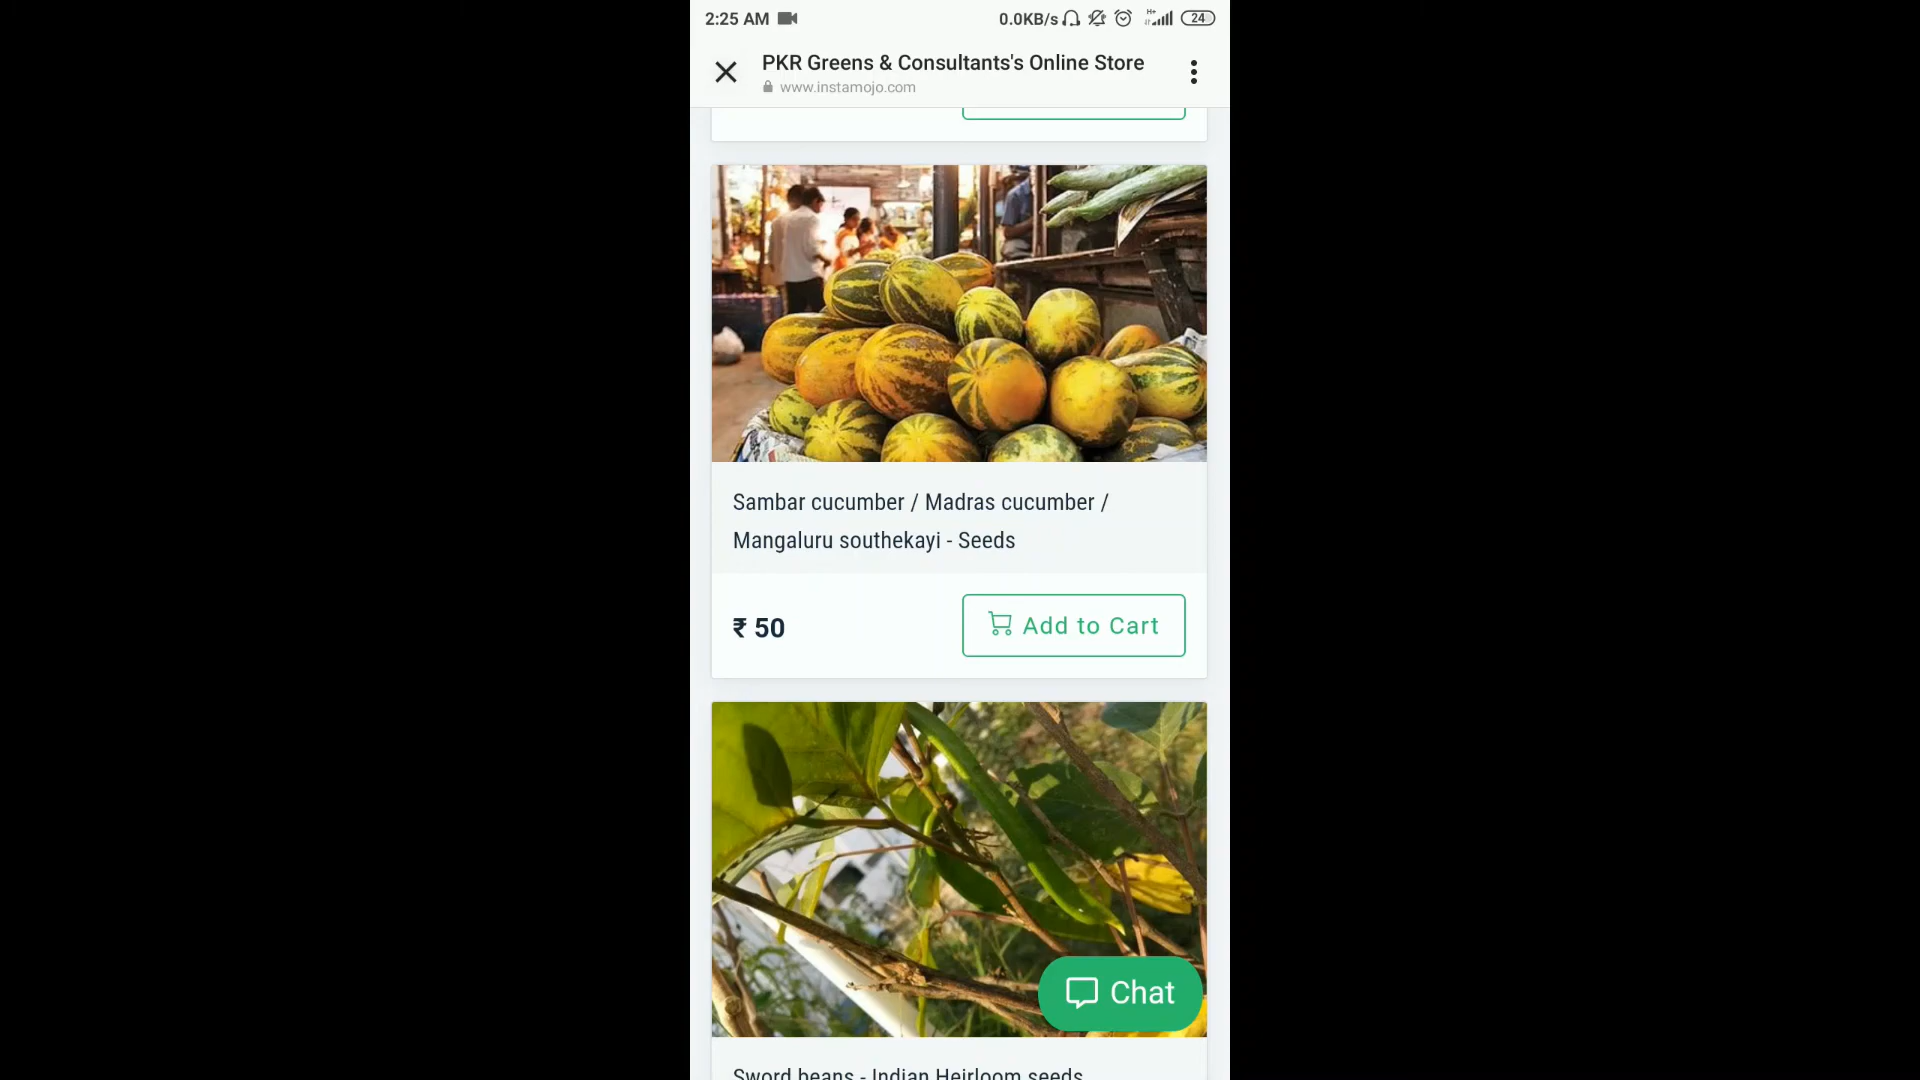 2:25 AM 0.0KB/s H+ 24
PKR Greens & Consultants's Online Store
www.instamojo.com
Sambar cucumber / Madras cucumber /
Mangaluru southekayi - Seeds
₹ 50 Add to Cart
Chat
Sword beans - Indian Heirloom seeds